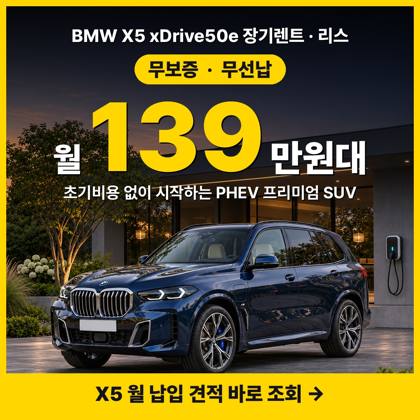 BMW X5 xDrive50e 장기렌트 · 리스
무보증 · 무선납
월 139 만원대
초기비용 없이 시작하는 PHEV 프리미엄 SUV
X5 월 납입 견적 바로 조회 →